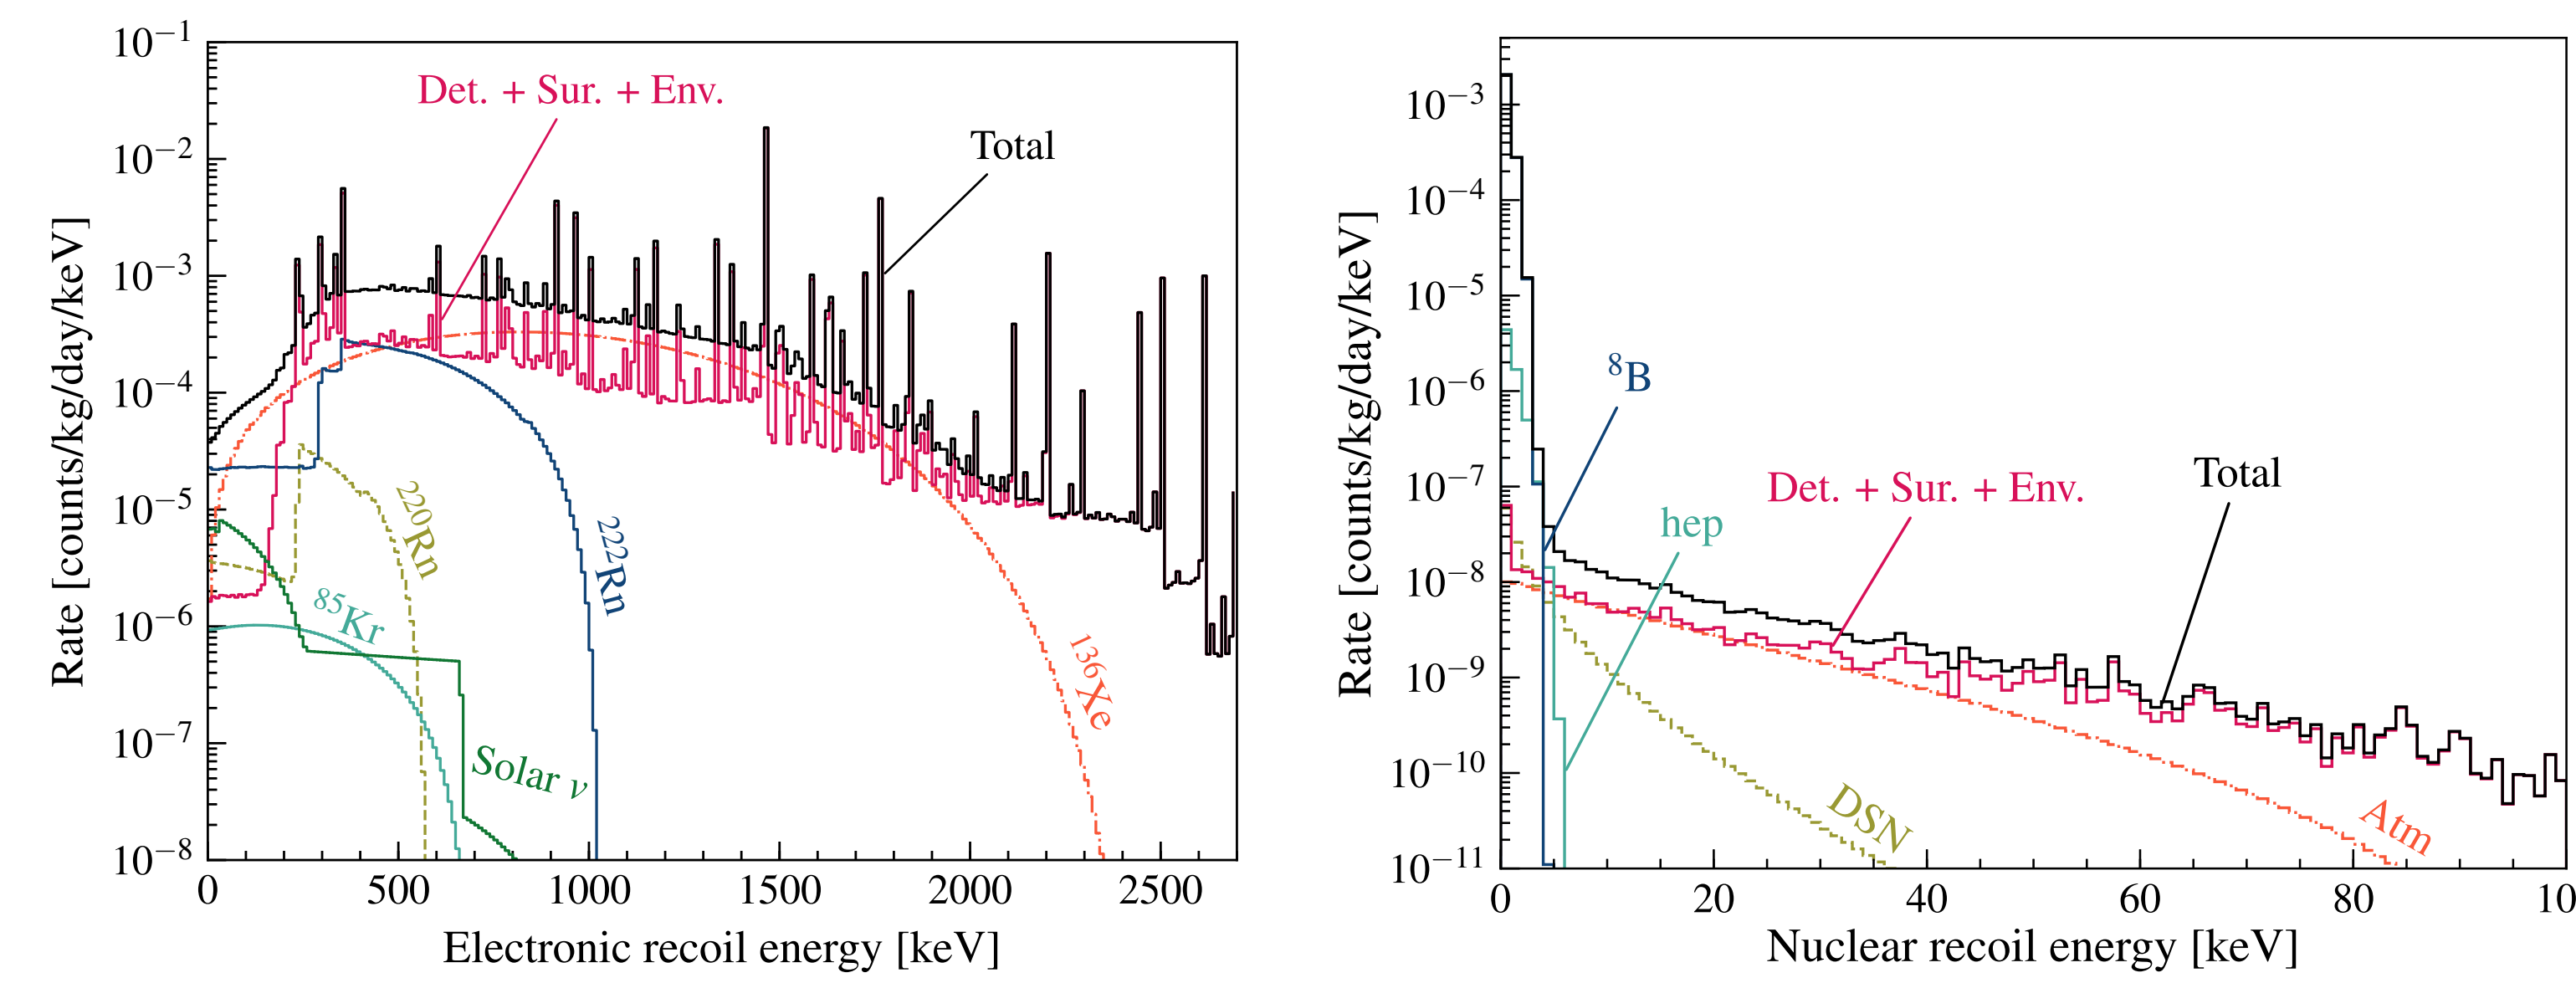 Rate [counts/kg/day/keV]
10⁻¹
10⁻²
10⁻³
10⁻⁴
10⁻⁵
10⁻⁶
10⁻⁷
10⁻⁸
Det. + Sur. + Env.
Total
²²⁰Rn
²²²Rn
⁸⁵Kr
¹³⁶Xe
Solar ν
0 500 1000 1500 2000 2500
Electronic recoil energy [keV]
Rate [counts/kg/day/keV]
10⁻³
10⁻⁴
10⁻⁵
10⁻⁶
10⁻⁷
10⁻⁸
10⁻⁹
10⁻¹⁰
10⁻¹¹
⁸B
hep
Det. + Sur. + Env.
Total
DSN
Atm
0 20 40 60 80 10
Nuclear recoil energy [keV]